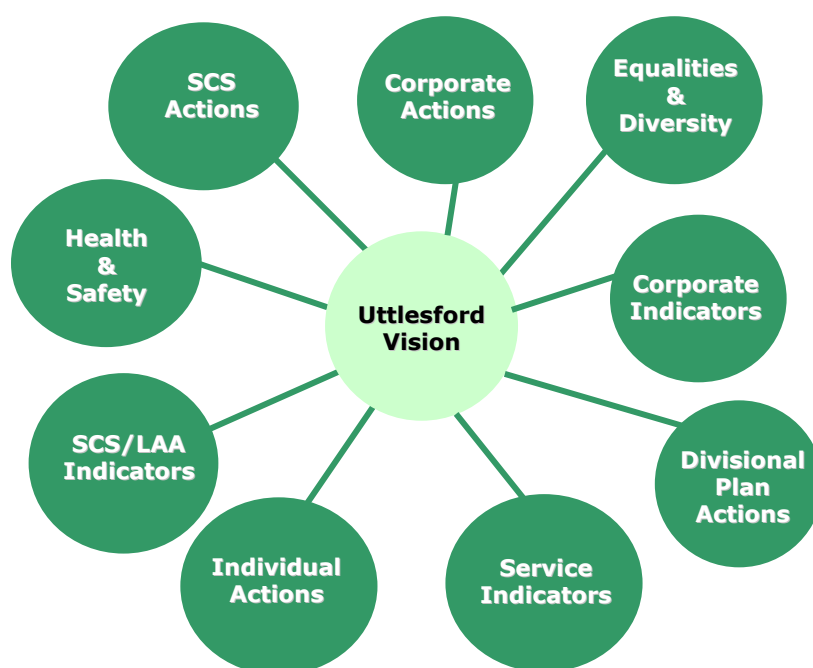 SCS
Actions
Corporate
Actions
Equalities
&
Diversity
Health
&
Safety
Uttlesford
Vision
Corporate
Indicators
SCS/LAA
Indicators
Divisional
Plan
Actions
Individual
Actions
Service
Indicators